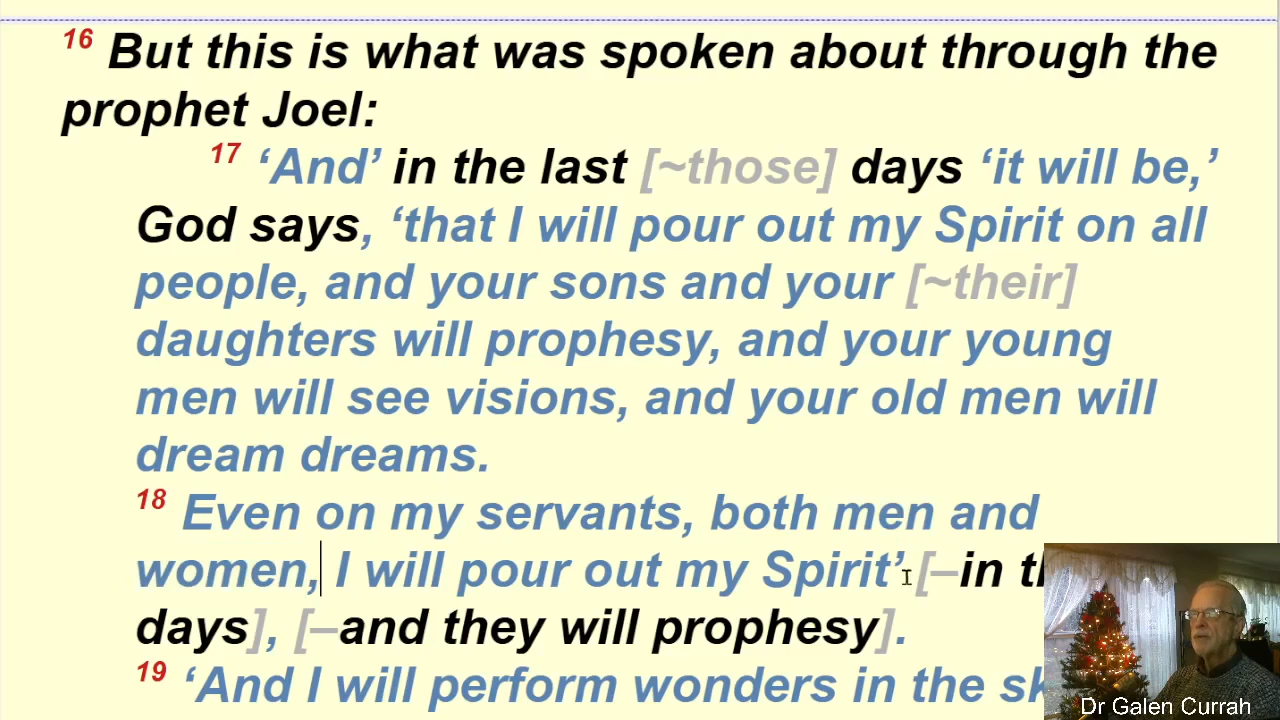 16 But this is what was spoken about through the
prophet Joel:
17 ‘And’ in the last [~those] days ‘it will be,’
God says, ‘that I will pour out my Spirit on all
people, and your sons and your [~their]
daughters will prophesy, and your young
men will see visions, and your old men will
dream dreams.
18 Even on my servants, both men and
women, I will pour out my Spirit’ [–in
days], [–and they will prophesy].
19 ‘And I will perform wonders in the
Dr Galen Currah